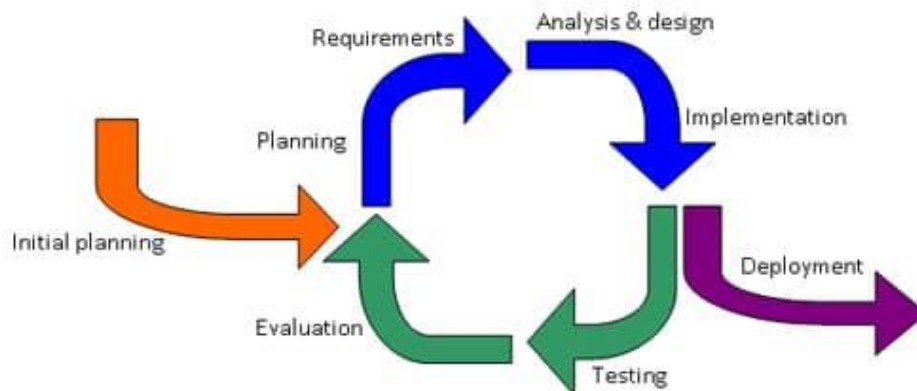 Requirements
Analysis & design
Planning
Implementation
Initial planning
Deployment
Evaluation
Testing